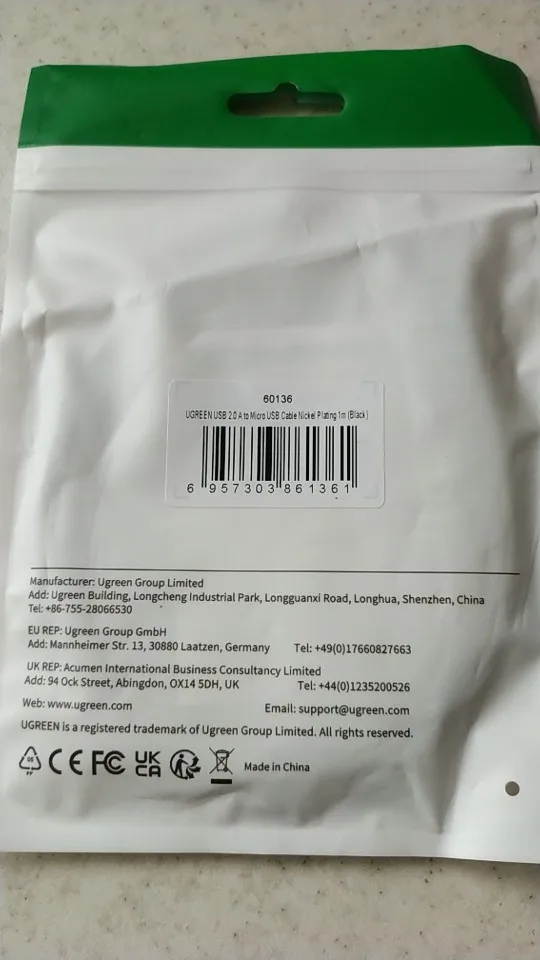 60136
UGREEN USB 2.0 A to Micro USB Cable Nickel Plating 1m (Black)
6 957303 861361
Manufacturer: Ugreen Group Limited
Add: Ugreen Building, Longcheng Industrial Park, Longguanxi Road, Longhua, Shenzhen, China
Tel: +86-755-28066530
EU REP: Ugreen Group GmbH
Add: Mannheimer Str. 13, 30880 Laatzen, Germany Tel: +49(0)17660827663
UK REP: Acumen International Business Consultancy Limited
Add: 94 Ock Street, Abingdon, OX14 5DH, UK Tel: +44(0)1235200526
Web: www.ugreen.com Email: support@ugreen.com
UGREEN is a registered trademark of Ugreen Group Limited. All rights reserved.
05 PP CE FC UK CA Made in China